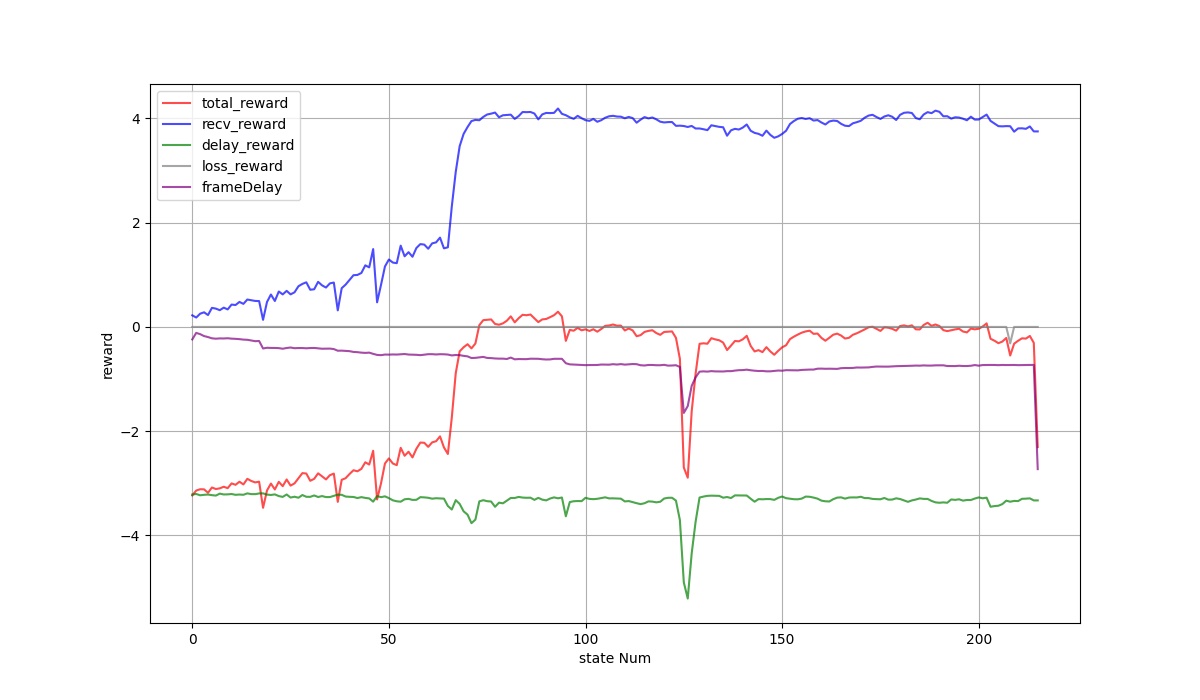 total_reward
recv_reward
delay_reward
loss_reward
frameDelay
4
2
0
−2
−4
reward
0
50
100
150
200
state Num